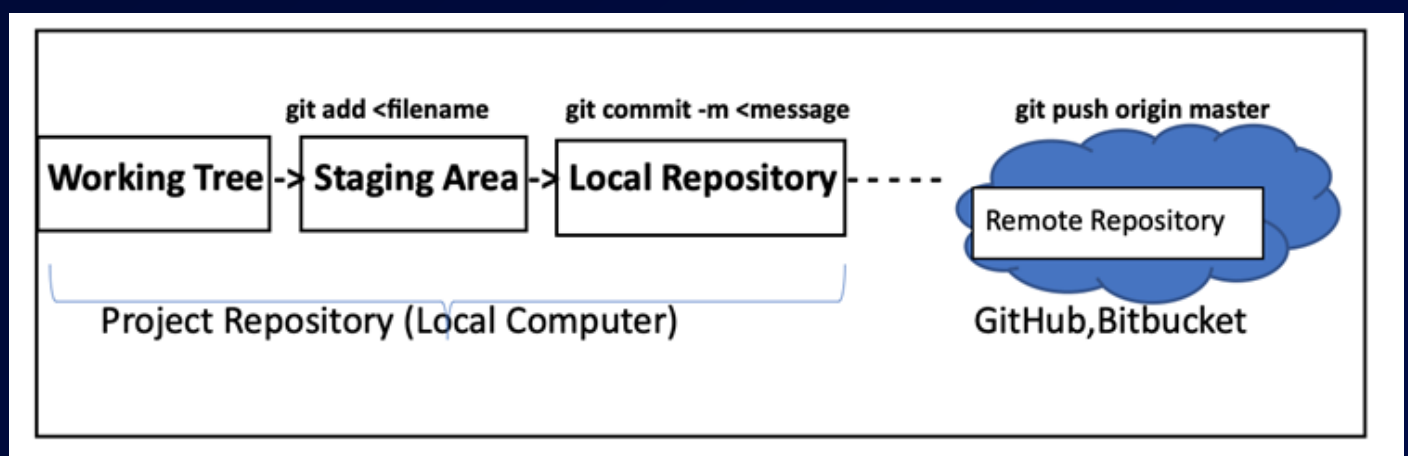 git add <filename git commit -m <message git push origin master
Working Tree -> Staging Area -> Local Repository - - - - -
Remote Repository
Project Repository (Local Computer) GitHub,Bitbucket